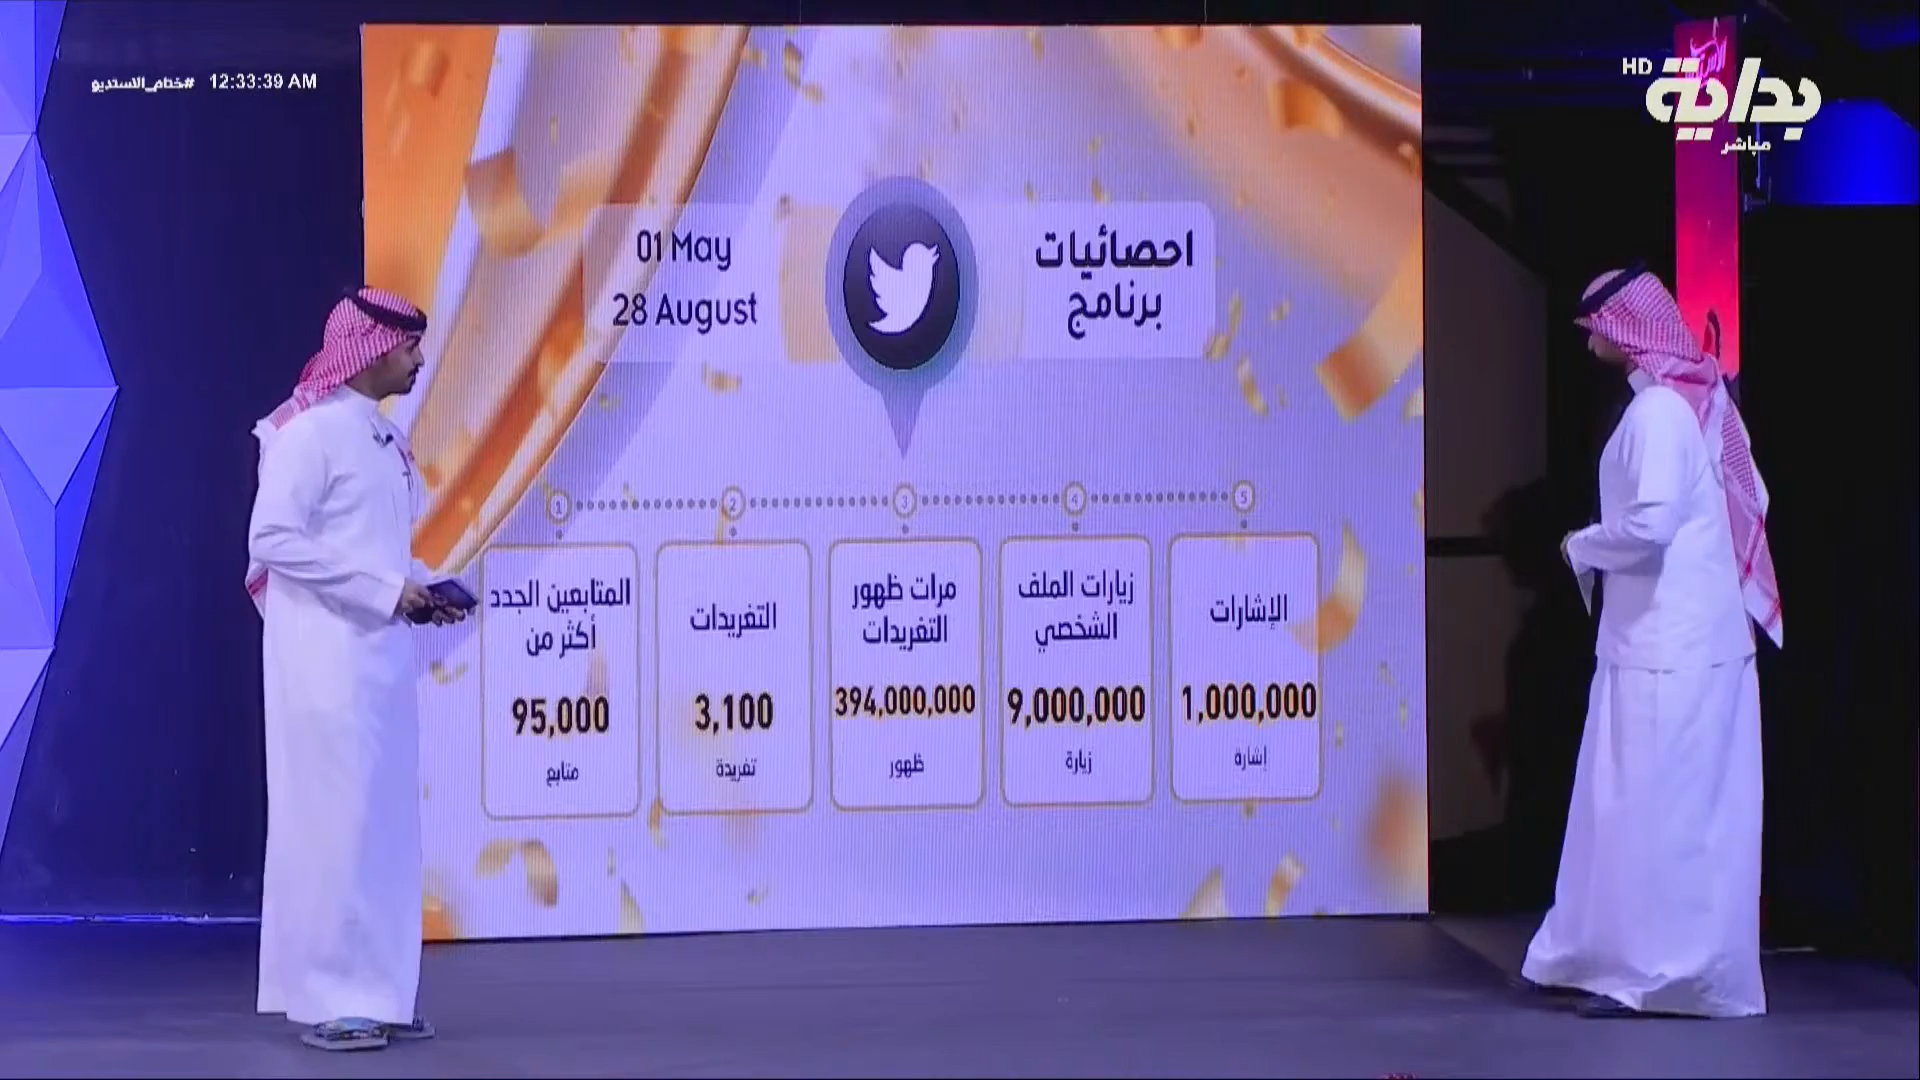 #ختام_الاستديو 12:33:39 AM
HD
بداية
مباشر
احصائيات
برنامج
01 May
28 August
1
2
3
4
5
المتابعين الجدد
أكثر من
95,000
متابع
التغريدات
3,100
تغريدة
مرات ظهور
التغريدات
394,000,000
ظهور
زيارات الملف
الشخصي
9,000,000
زيارة
الإشارات
1,000,000
إشارة